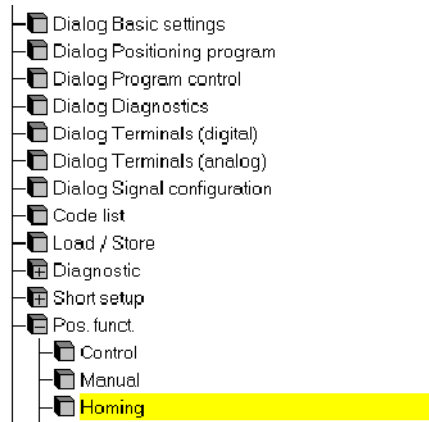 Dialog Basic settings
Dialog Positioning program
Dialog Program control
Dialog Diagnostics
Dialog Terminals (digital)
Dialog Terminals (analog)
Dialog Signal configuration
Code list
Load / Store
Diagnostic
Short setup
Pos. funct.
Control
Manual
Homing